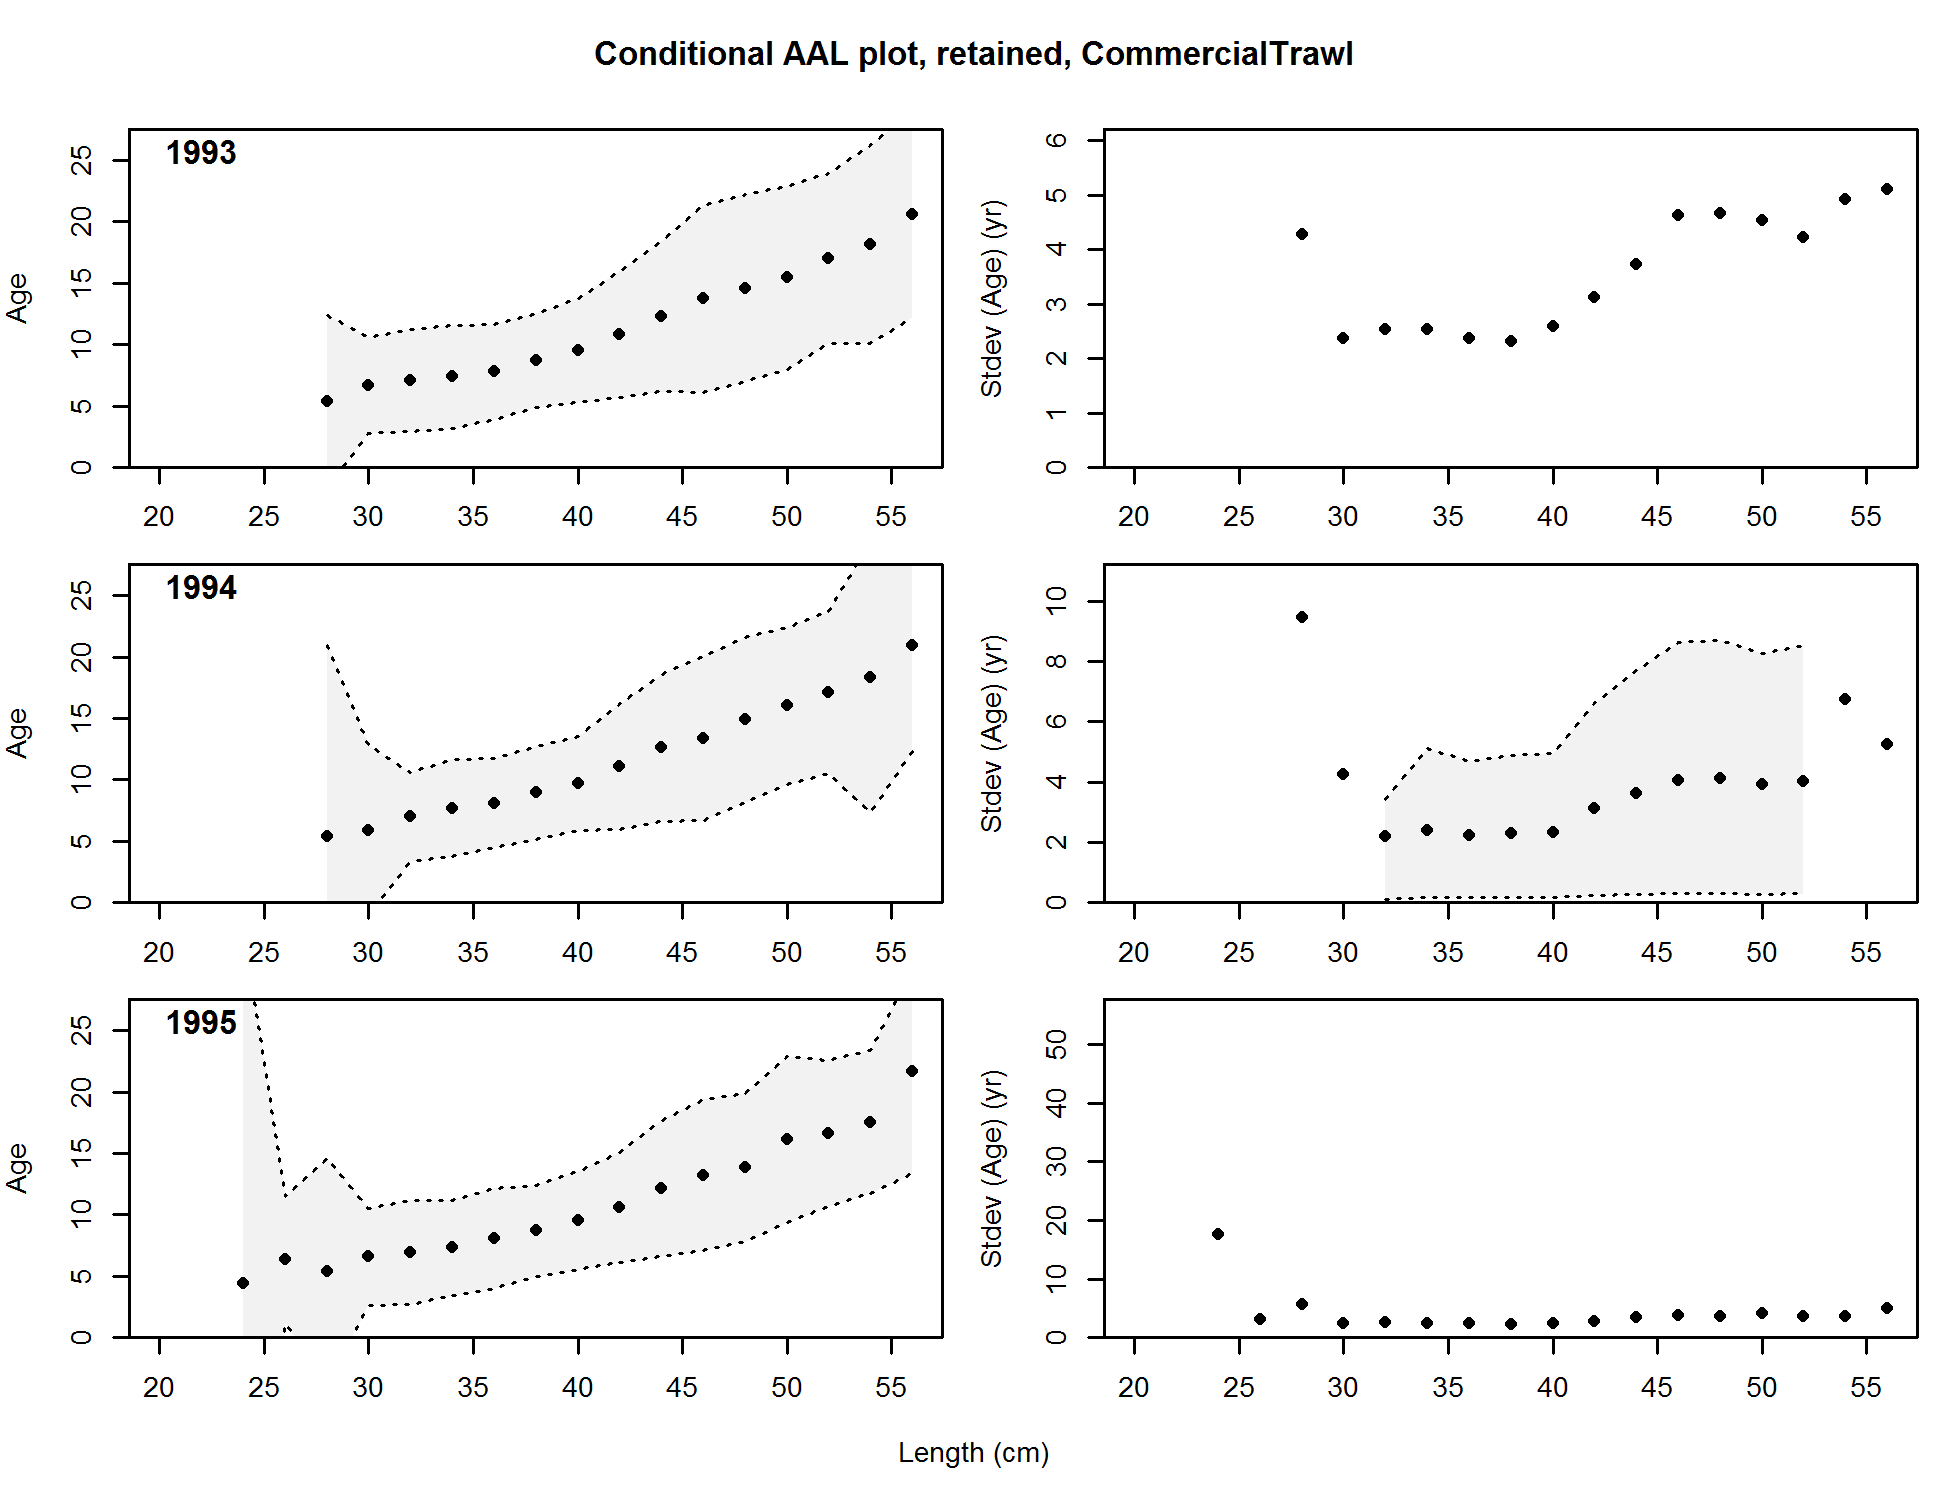 Conditional AAL plot, retained, CommercialTrawl
1993
Age
0 5 10 15 20 25
20 25 30 35 40 45 50 55
Stdev (Age) (yr)
0 1 2 3 4 5 6
20 25 30 35 40 45 50 55
1994
Age
0 5 10 15 20 25
20 25 30 35 40 45 50 55
Stdev (Age) (yr)
0 2 4 6 8 10
20 25 30 35 40 45 50 55
1995
Age
0 5 10 15 20 25
20 25 30 35 40 45 50 55
Stdev (Age) (yr)
0 10 20 30 40 50
20 25 30 35 40 45 50 55
Length (cm)